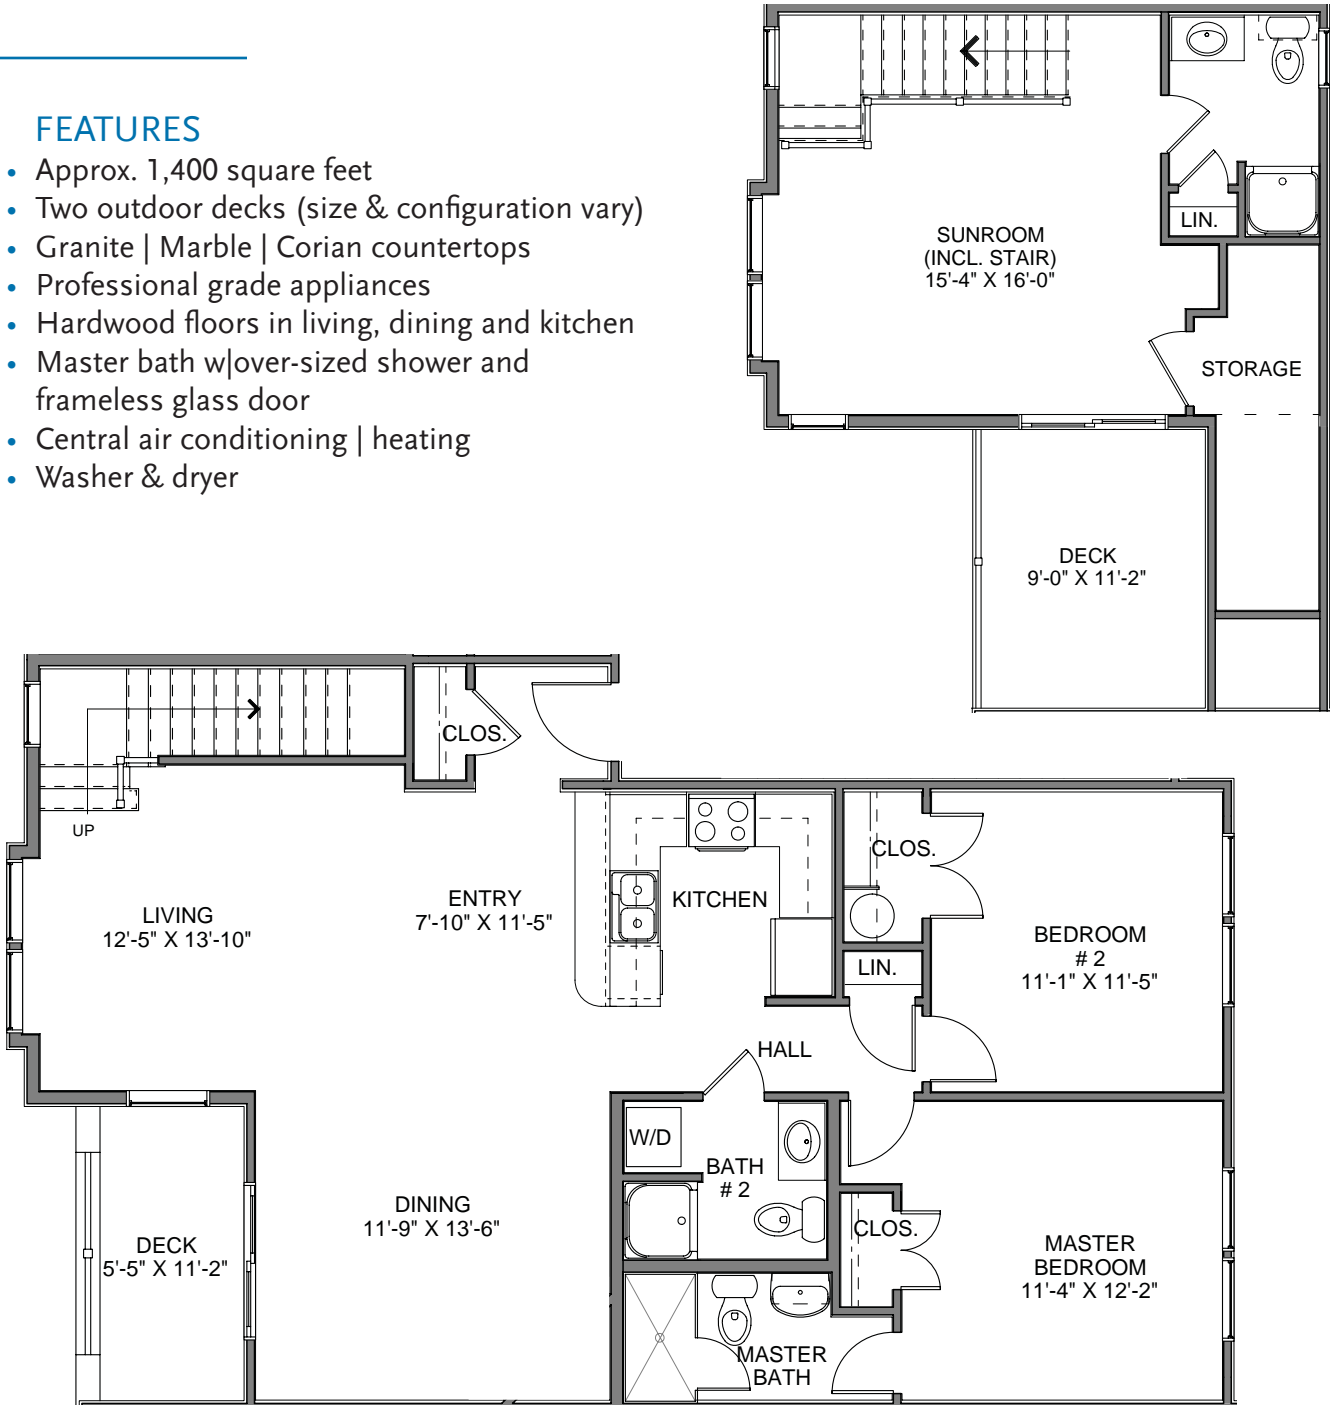 FEATURES
• Approx. 1,400 square feet
• Two outdoor decks (size & configuration vary)
• Granite | Marble | Corian countertops
• Professional grade appliances
• Hardwood floors in living, dining and kitchen
• Master bath w|over-sized shower and
frameless glass door
• Central air conditioning | heating
• Washer & dryer
LIN.
SUNROOM
(INCL. STAIR)
15'-4" X 16'-0"
STORAGE
DECK
9'-0" X 11'-2"
CLOS.
UP
LIVING
12'-5" X 13'-10"
ENTRY
7'-10" X 11'-5"
KITCHEN
CLOS.
LIN.
BEDROOM
# 2
11'-1" X 11'-5"
HALL
W/D
BATH
# 2
DINING
11'-9" X 13'-6"
DECK
5'-5" X 11'-2"
CLOS.
MASTER
BEDROOM
11'-4" X 12'-2"
MASTER
BATH